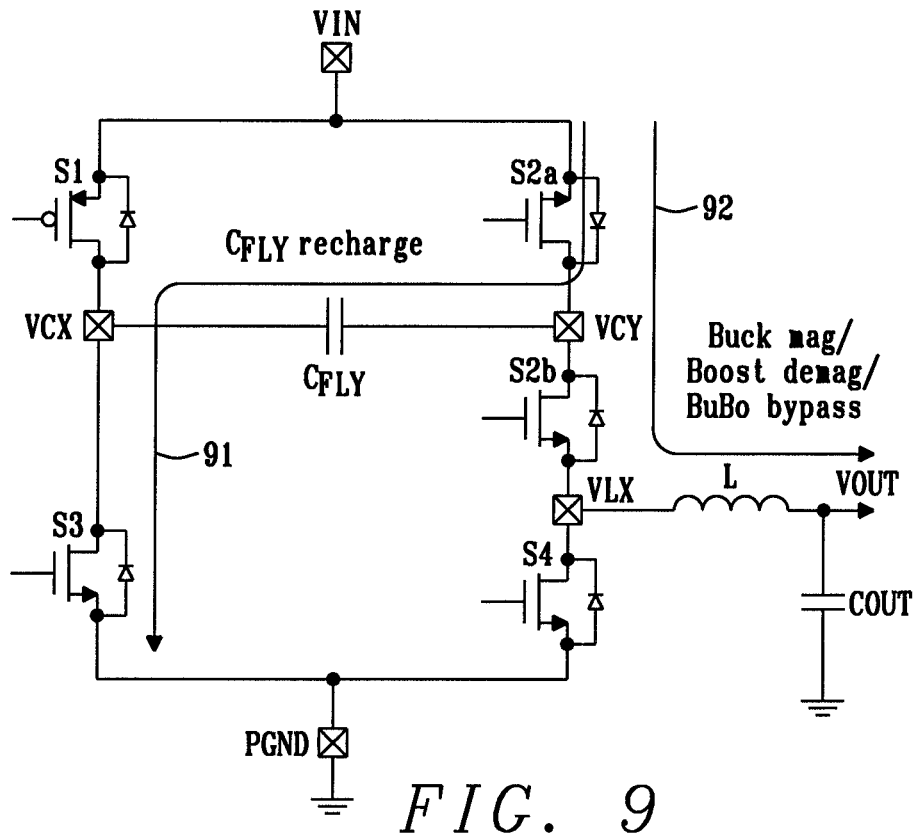 VIN
S1
S2a
92
CFLY recharge
VCX
VCY
Buck mag/
Boost demag/
BuBo bypass
CFLY
S2b
91
L
VOUT
VLX
S3
S4
COUT
PGND
FIG. 9